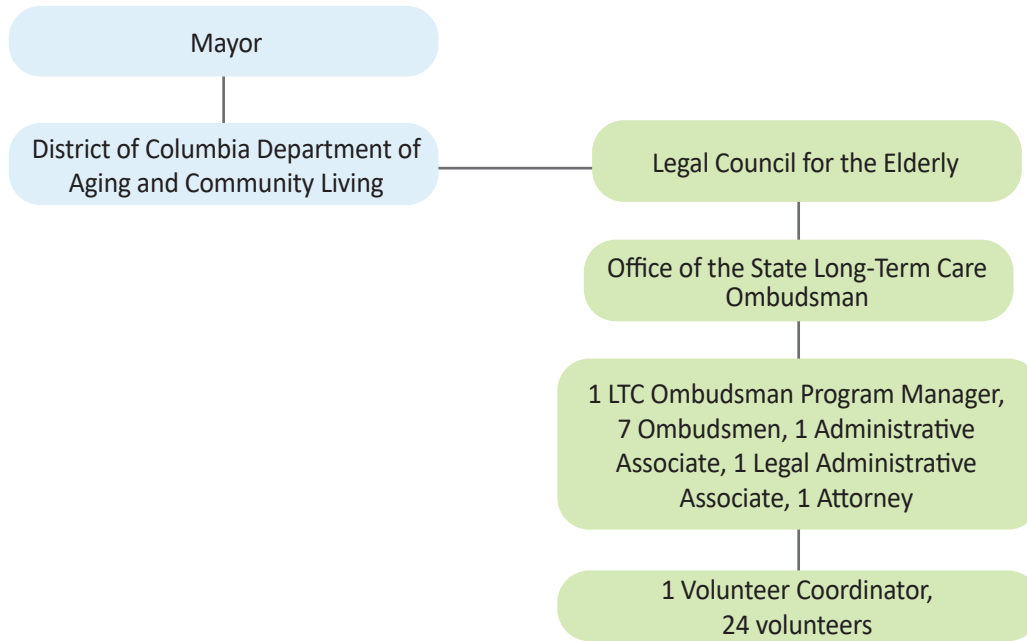 Mayor
District of Columbia Department of
Aging and Community Living
Legal Council for the Elderly
Office of the State Long-Term Care
Ombudsman
1 LTC Ombudsman Program Manager,
7 Ombudsmen, 1 Administrative
Associate, 1 Legal Administrative
Associate, 1 Attorney
1 Volunteer Coordinator,
24 volunteers